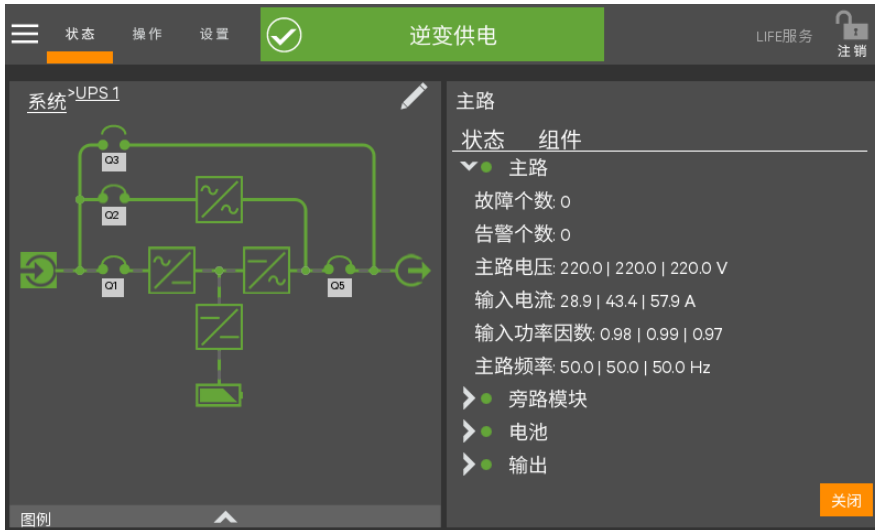 状态 操作 设置 逆变供电 LIFE服务 注销
系统>UPS 1
Q3
Q2
Q1
Q5
图例
主路
状态 组件
主路
故障个数: 0
告警个数: 0
主路电压: 220.0 | 220.0 | 220.0 V
输入电流: 28.9 | 43.4 | 57.9 A
输入功率因数: 0.98 | 0.99 | 0.97
主路频率: 50.0 | 50.0 | 50.0 Hz
旁路模块
电池
输出
关闭